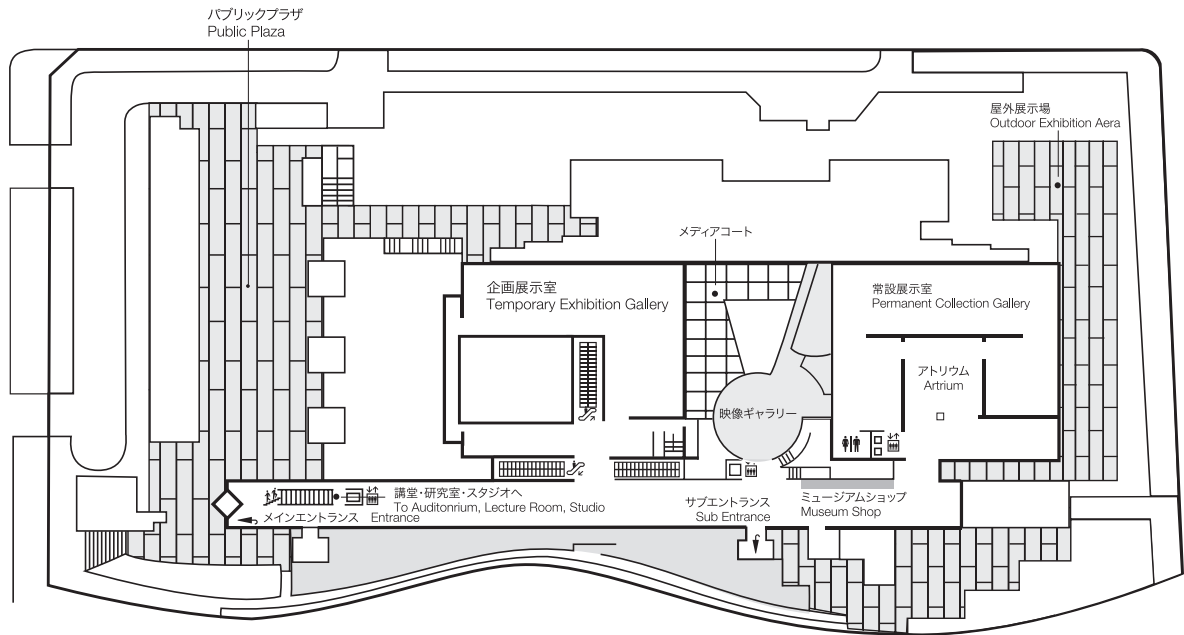 パブリックプラザ
Public Plaza
屋外展示場
Outdoor Exhibition Aera
メディアコート
企画展示室
Temporary Exhibition Gallery
常設展示室
Permanent Collection Gallery
アトリウム
Artrium
映像ギャラリー
講堂・研究室・スタジオへ
To Auditonrium, Lecture Room, Studio
メインエントランス Entrance
サブエントランス
Sub Entrance
ミュージアムショップ
Museum Shop